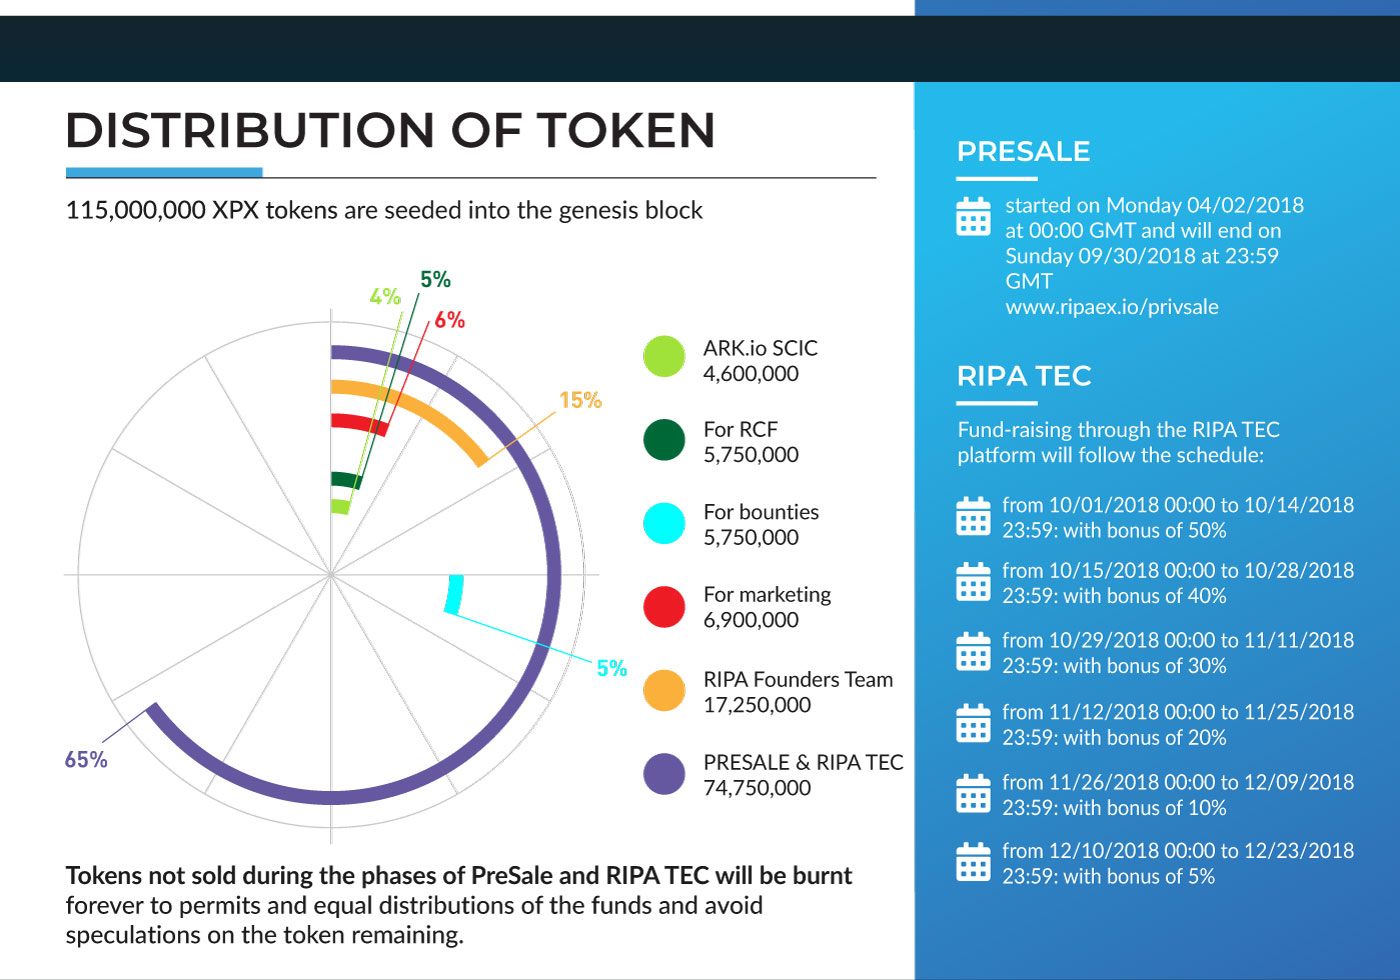 DISTRIBUTION OF TOKEN
115,000,000 XPX tokens are seeded into the genesis block
4%
5%
6%
15%
5%
65%
ARK.io SCIC
4,600,000
For RCF
5,750,000
For bounties
5,750,000
For marketing
6,900,000
RIPA Founders Team
17,250,000
PRESALE & RIPA TEC
74,750,000
Tokens not sold during the phases of PreSale and RIPA TEC will be burnt
forever to permits and equal distributions of the funds and avoid
speculations on the token remaining.
PRESALE
started on Monday 04/02/2018
at 00:00 GMT and will end on
Sunday 09/30/2018 at 23:59
GMT
www.ripaex.io/privsale
RIPA TEC
Fund-raising through the RIPA TEC
platform will follow the schedule:
from 10/01/2018 00:00 to 10/14/2018
23:59: with bonus of 50%
from 10/15/2018 00:00 to 10/28/2018
23:59: with bonus of 40%
from 10/29/2018 00:00 to 11/11/2018
23:59: with bonus of 30%
from 11/12/2018 00:00 to 11/25/2018
23:59: with bonus of 20%
from 11/26/2018 00:00 to 12/09/2018
23:59: with bonus of 10%
from 12/10/2018 00:00 to 12/23/2018
23:59: with bonus of 5%